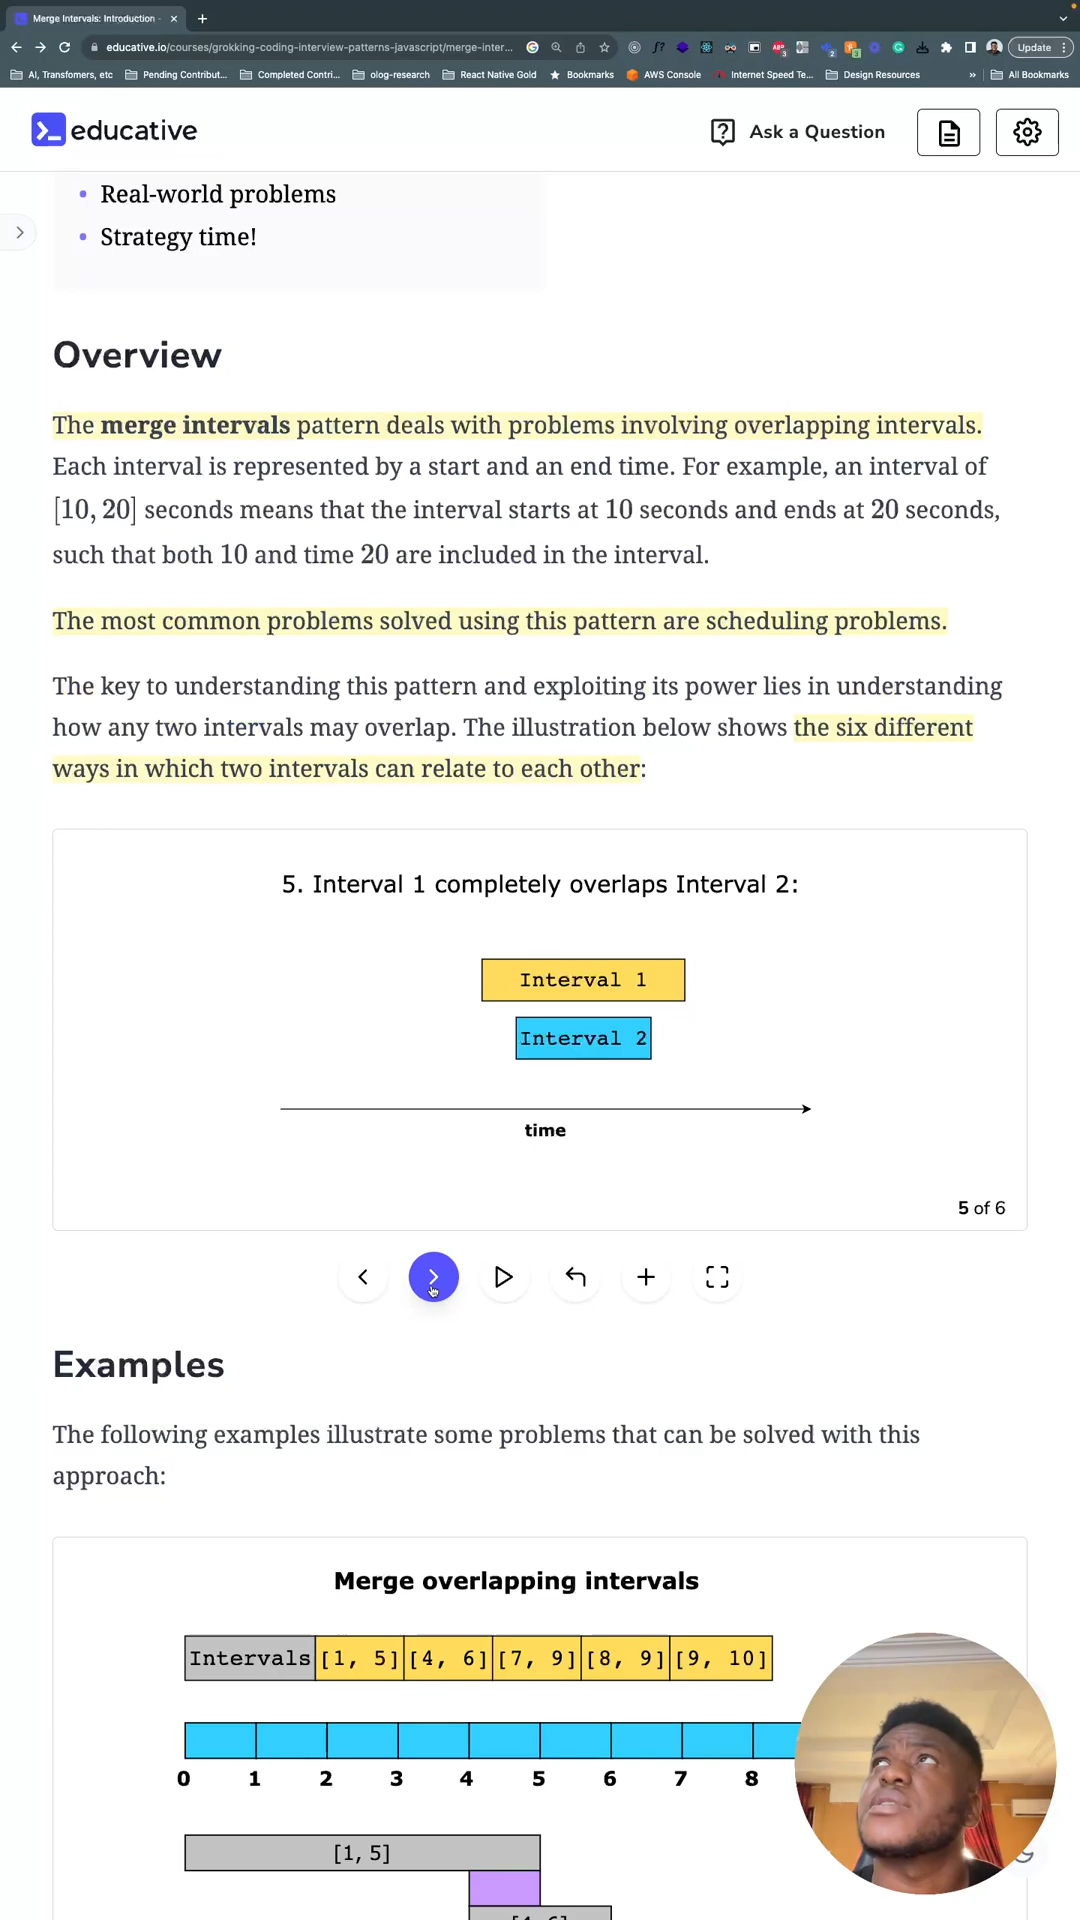 Merge Intervals: Introduction -
educative.io/courses/grokking-coding-interview-patterns-javascript/merge-inter...
Update
AI, Transfomers, etc
Pending Contribut...
Completed Contri...
olog-research
React Native Gold
Bookmarks
AWS Console
Internet Speed Te...
Design Resources
»
All Bookmarks
educative
Ask a Question
• Real-world problems
• Strategy time!
Overview
The merge intervals pattern deals with problems involving overlapping intervals.
Each interval is represented by a start and an end time. For example, an interval of
[10, 20] seconds means that the interval starts at 10 seconds and ends at 20 seconds,
such that both 10 and time 20 are included in the interval.
The most common problems solved using this pattern are scheduling problems.
The key to understanding this pattern and exploiting its power lies in understanding
how any two intervals may overlap. The illustration below shows the six different
ways in which two intervals can relate to each other:
5. Interval 1 completely overlaps Interval 2:
Interval 1
Interval 2
time
5 of 6
Examples
The following examples illustrate some problems that can be solved with this
approach:
Merge overlapping intervals
Intervals [1, 5] [4, 6] [7, 9] [8, 9] [9, 10]
0 1 2 3 4 5 6 7 8
[1, 5]